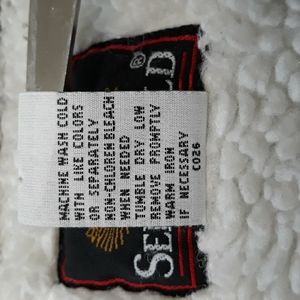 MACHINE WASH COLD
WITH LIKE COLORS
OR SEPARATELY
NON-CHLOREN BLEACH
WHEN NEEDED
TUMBLE DRY LOW
REMOVE PROMPTLY
WARM IRON
IF NECESSARY
C026